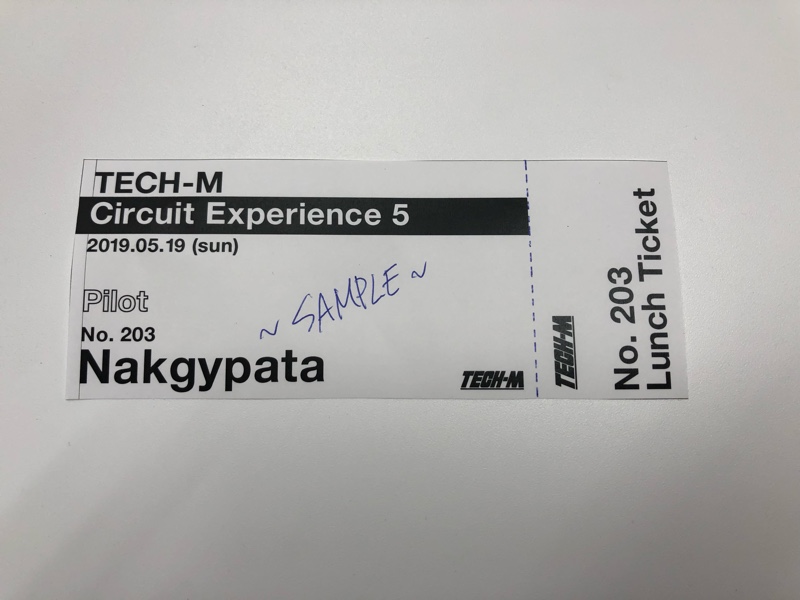 TECH-M
Circuit Experience 5
2019.05.19 (sun)
Pilot
No. 203
Nakgypata
~ SAMPLE ~
TECH-M
TECH-M
No. 203
Lunch Ticket